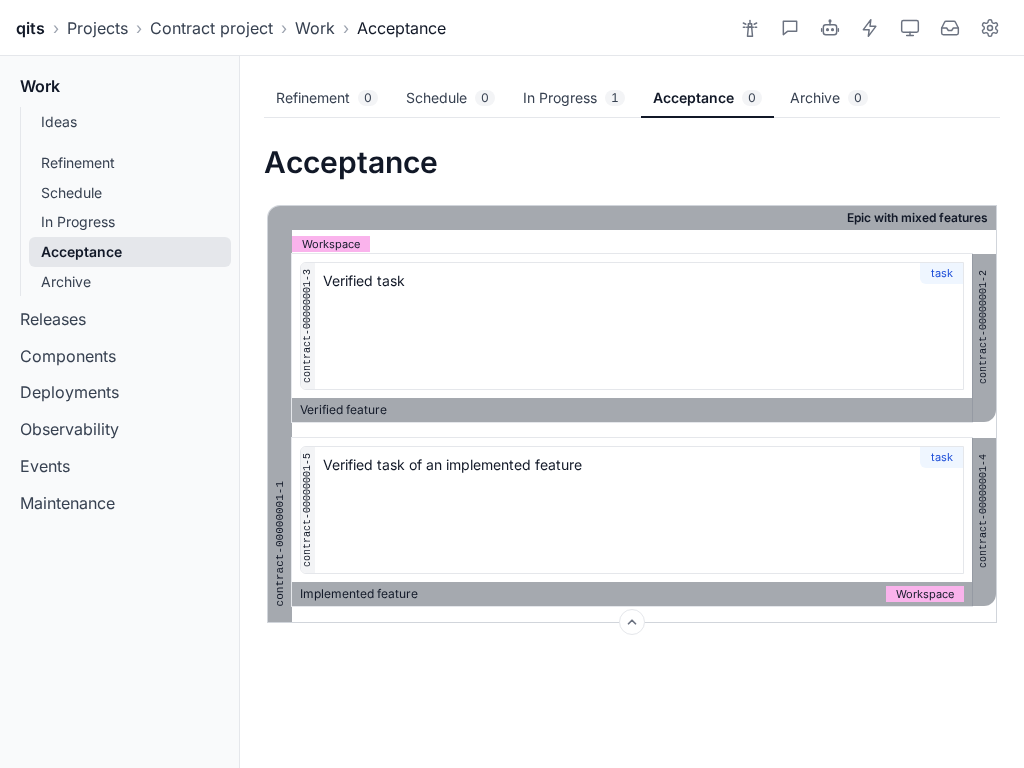 qits › Projects › Contract project › Work › Acceptance
Work
Ideas
Refinement
Schedule
In Progress
Acceptance
Archive
Releases
Components
Deployments
Observability
Events
Maintenance
Refinement 0 Schedule 0 In Progress 1 Acceptance 0 Archive 0
Acceptance
Epic with mixed features
contract-00000001-1
Workspace
contract-00000001-3
Verified task
task
contract-00000001-2
Verified feature
contract-00000001-5
Verified task of an implemented feature
task
contract-00000001-4
Implemented feature
Workspace